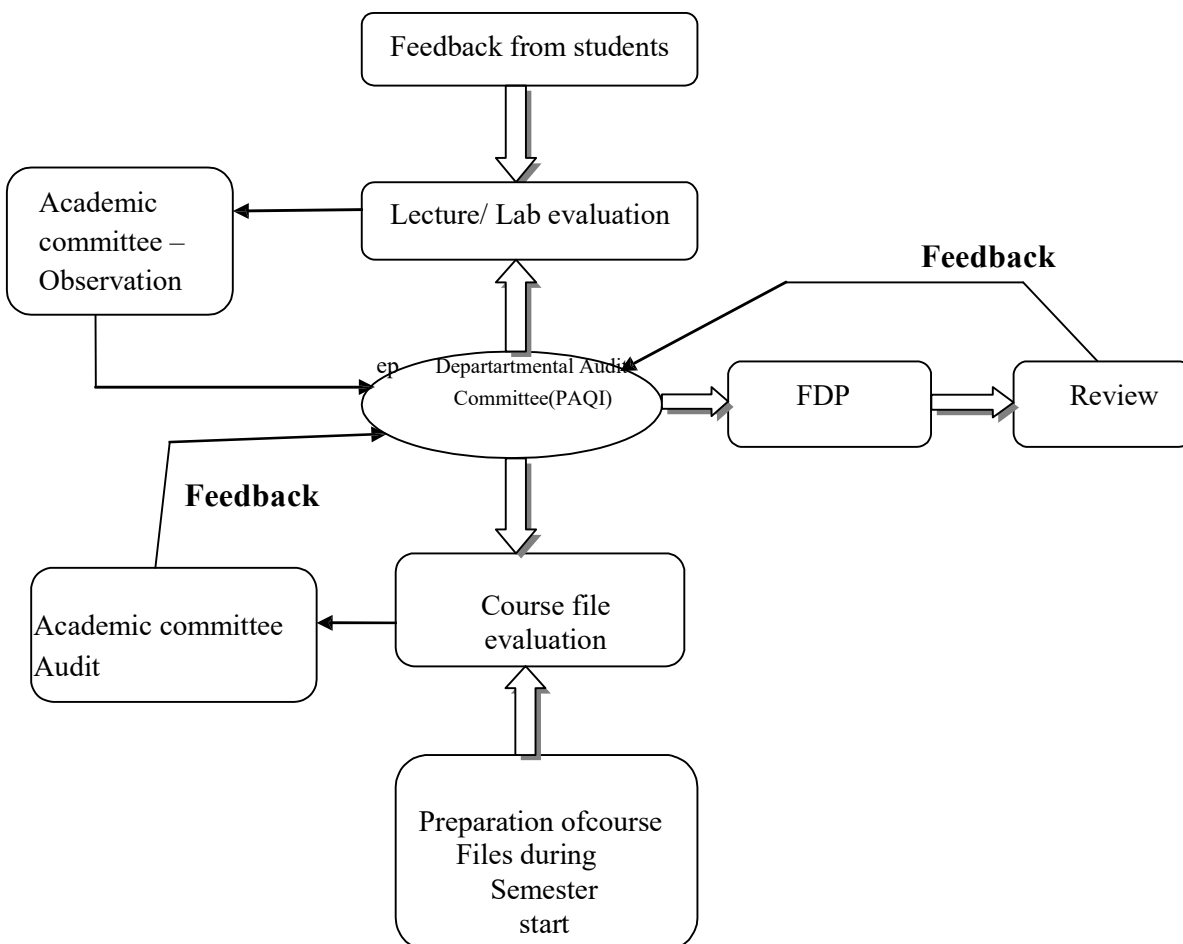 Feedback from students
Academic
committee –
Observation
Lecture/ Lab evaluation
Feedback
ep
Departartmental Audit
Committee(PAQI)
FDP
Review
Feedback
Academic committee
Audit
Course file
evaluation
Preparation ofcourse
Files during
Semester
start